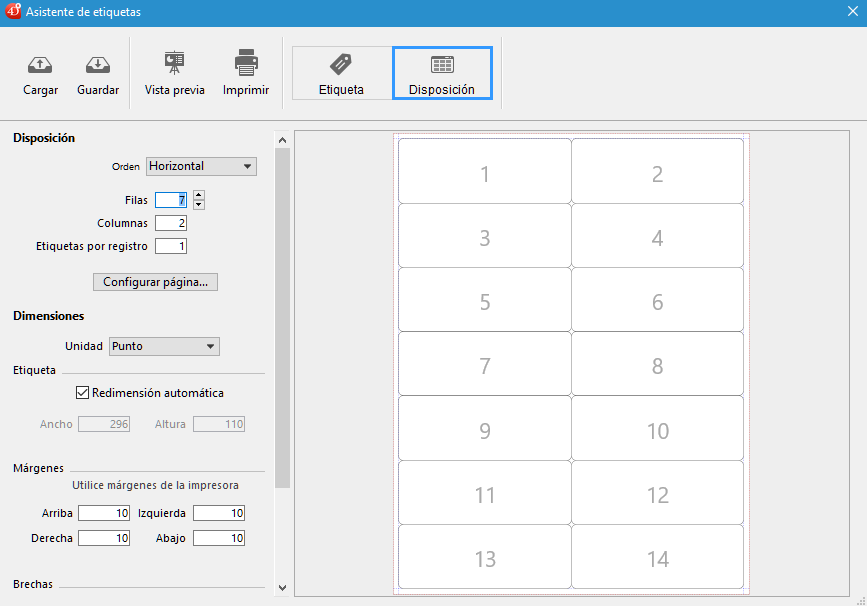 4D Asistente de etiquetas
Cargar Guardar Vista previa Imprimir Etiqueta Disposición
Disposición
Orden Horizontal
Filas 7
Columnas 2
Etiquetas por registro 1
Configurar página...
Dimensiones
Unidad Punto
Etiqueta
Redimensión automática
Ancho 296 Altura 110
Márgenes
Utilice márgenes de la impresora
Arriba 10 Izquierda 10
Derecha 10 Abajo 10
Brechas
1 2
3 4
5 6
7 8
9 10
11 12
13 14